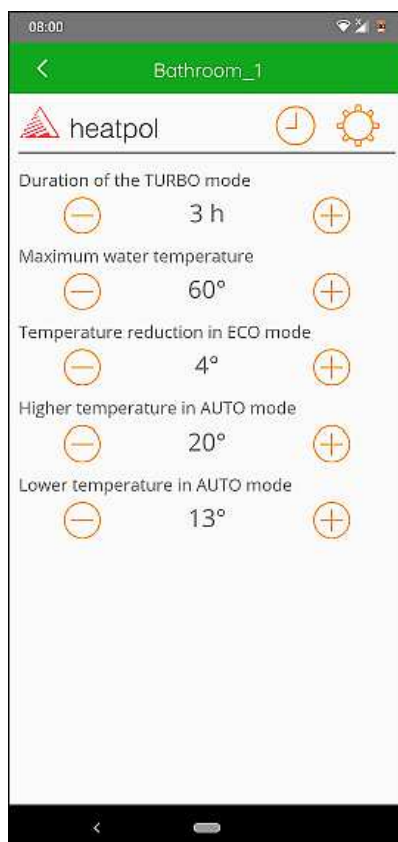 08:00
Bathroom_1
heatpol
Duration of the TURBO mode
3 h
Maximum water temperature
60°
Temperature reduction in ECO mode
4°
Higher temperature in AUTO mode
20°
Lower temperature in AUTO mode
13°